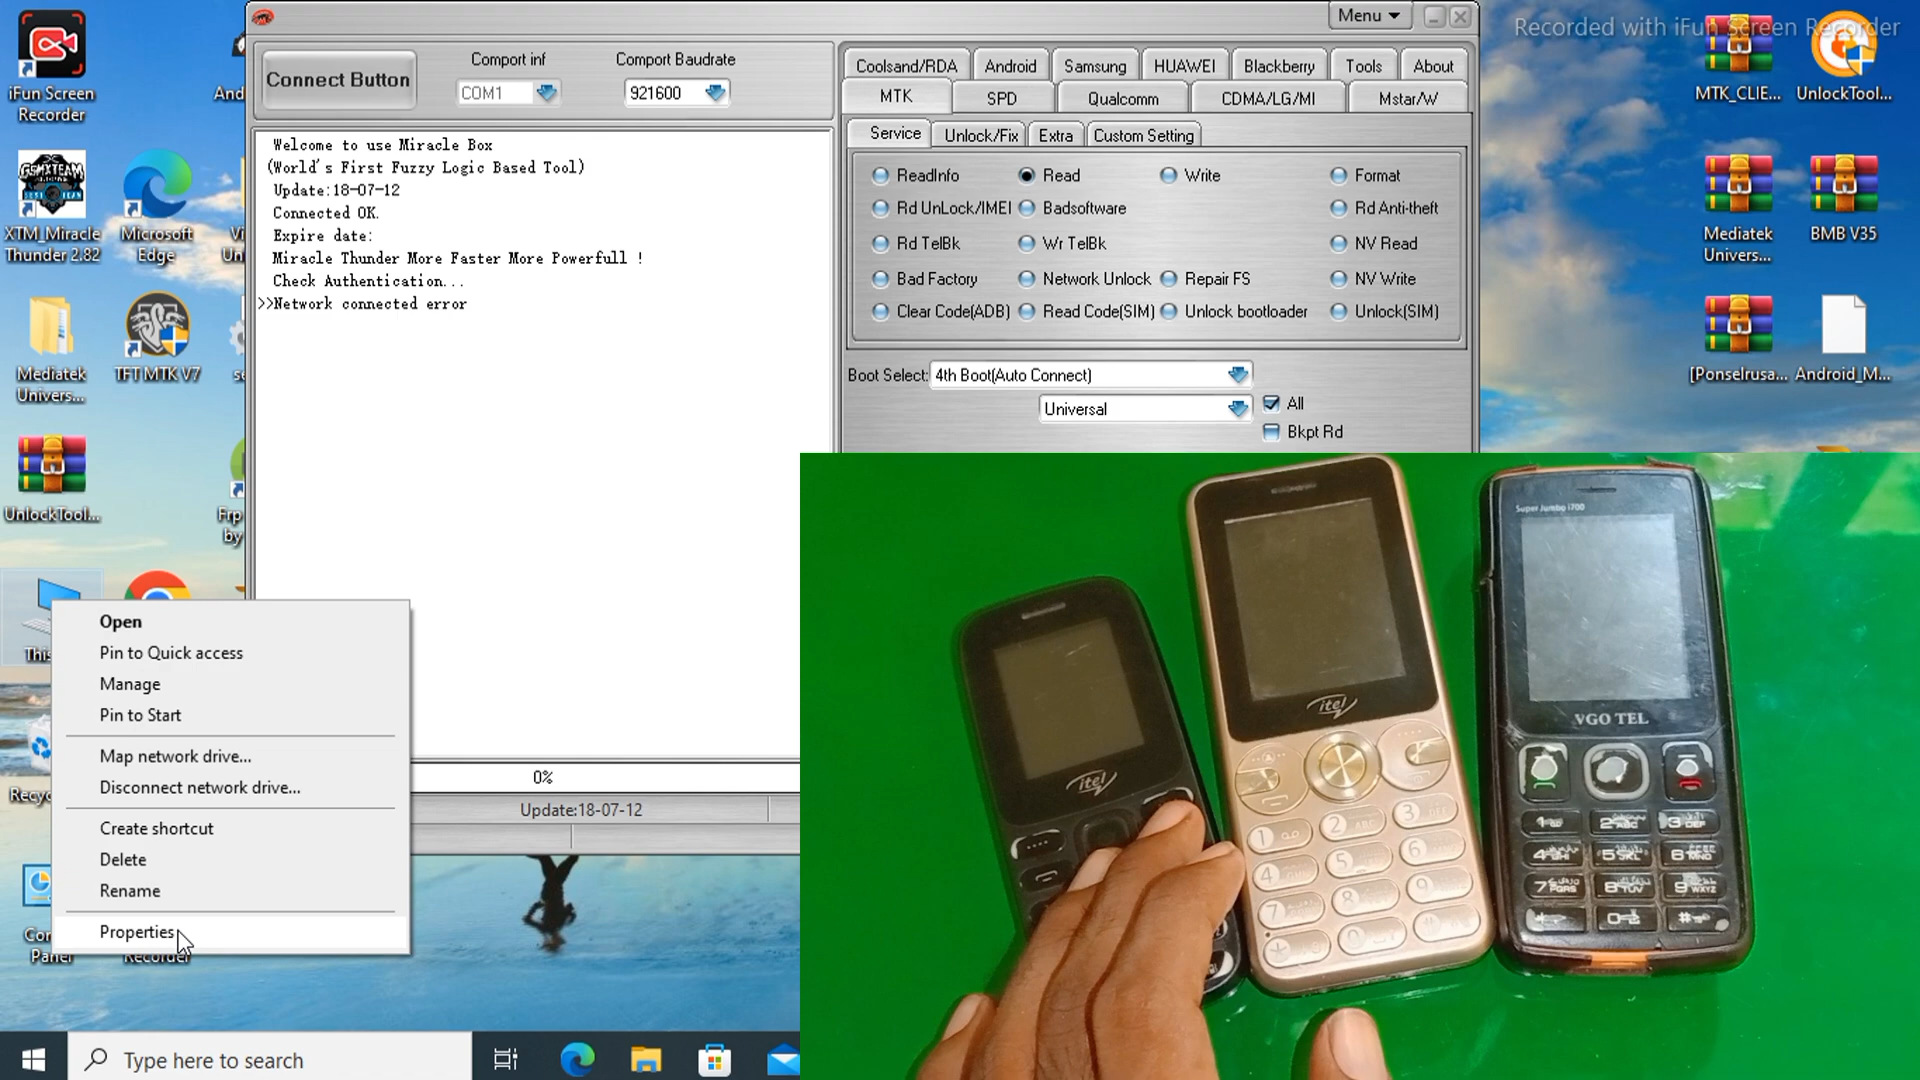 Recorded with iFun Screen Recorder
iFun Screen
Recorder
XTM_Miracle
Thunder 2.82
Microsoft
Edge
Mediatek
Univers...
TFT MTK V7
UnlockTool...
Frp
by
This
Open
Pin to Quick access
Manage
Pin to Start
Map network drive...
Disconnect network drive...
Create shortcut
Delete
Rename
Properties
Recorder
Menu
Connect Button
Comport inf
COM1
Comport Baudrate
921600
Welcome to use Miracle Box
(World's First Fuzzy Logic Based Tool)
Update:18-07-12
Connected OK.
Expire date:
Miracle Thunder More Faster More Powerfull !
Check Authentication...
>>Network connected error
0%
Update:18-07-12
Coolsand/RDA Android Samsung HUAWEI Blackberry Tools About
MTK SPD Qualcomm CDMA/LG/MI Mstar/W
Service Unlock/Fix Extra Custom Setting
ReadInfo Read Write Format
Rd UnLock/IMEI Badsoftware Rd Anti-theft
Rd TelBk Wr TelBk NV Read
Bad Factory Network Unlock Repair FS NV Write
Clear Code(ADB) Read Code(SIM) Unlock bootloader Unlock(SIM)
Boot Select: 4th Boot(Auto Connect)
Universal All
Bkpt Rd
MTK_CLIE... UnlockTool...
Mediatek
Univers...
BMB V35
[Ponselrusa... Android_M...
itel
itel
Super Jumbo i700
VGO TEL
Type here to search